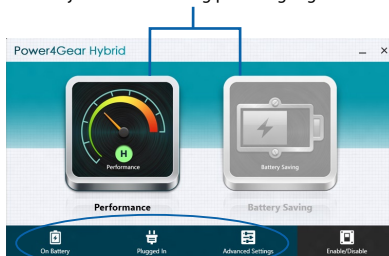 Power4Gear Hybrid
H
Performance
Battery Saving
Performance
Battery Saving
On Battery
Plugged In
Advanced Settings
Enable/Disable